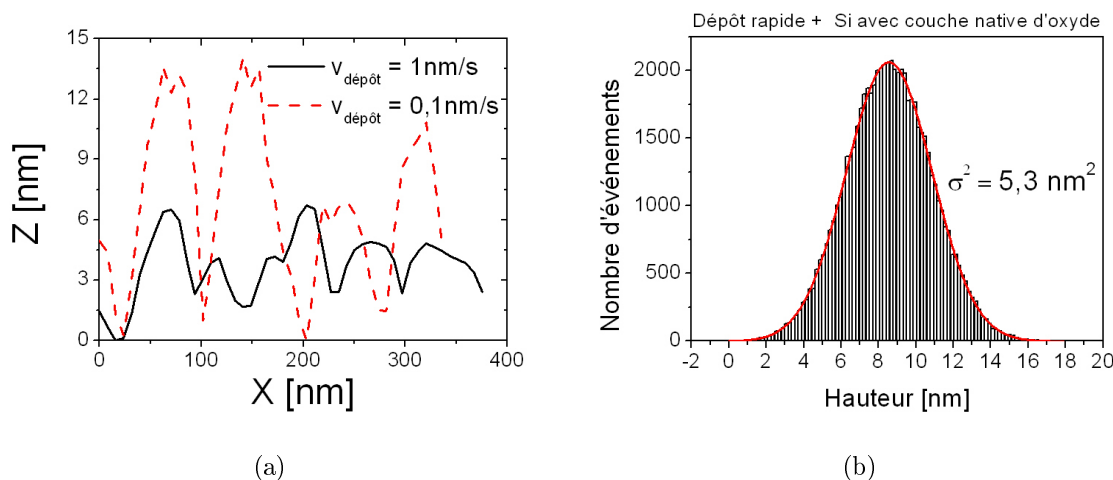 15
12
9
6
3
0
Z [nm]
v dépôt = 1nm/s
v dépôt = 0,1nm/s
0 100 200 300 400
X [nm]
(a)
Dépôt rapide + Si avec couche native d'oxyde
2000
1500
1000
500
0
Nombre d'événements
σ² = 5,3 nm²
-2 0 2 4 6 8 10 12 14 16 18 20
Hauteur [nm]
(b)